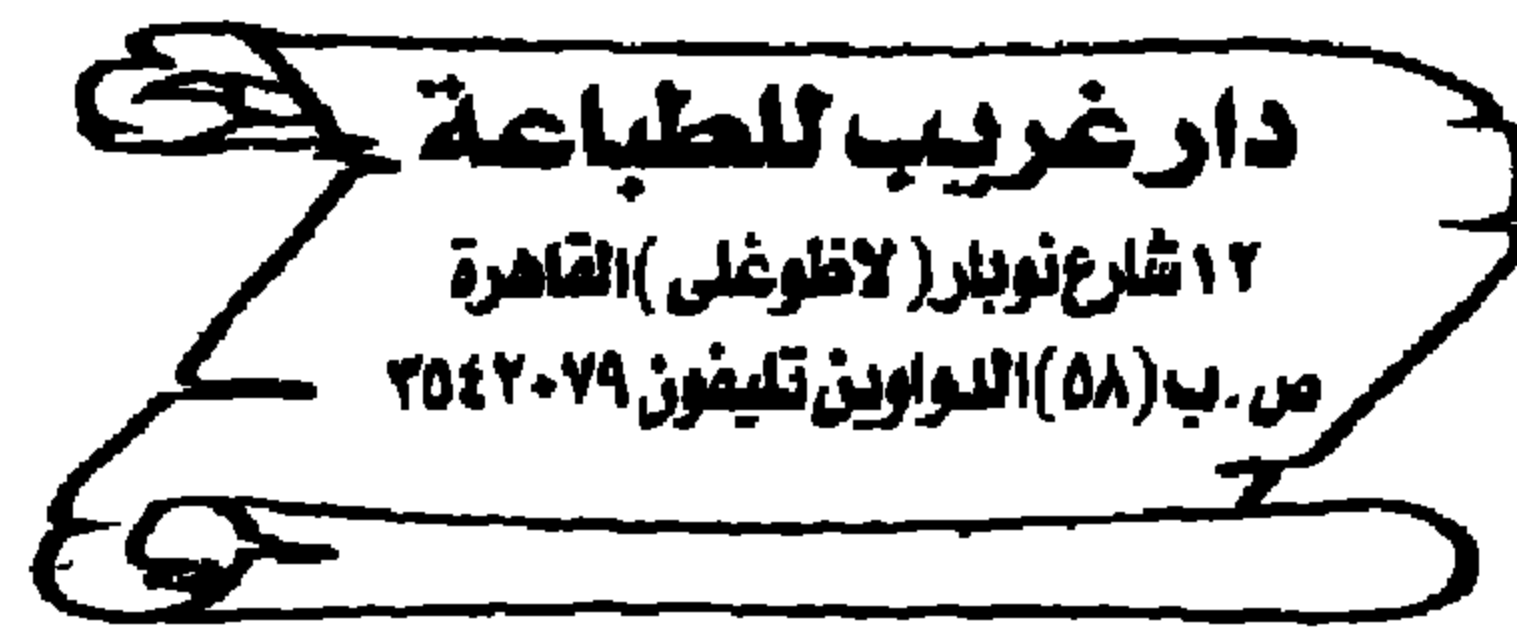 دار غريب للطباعة
١٢ شارع نوبار ( لاظوغلى ) القاهرة
ص . ب (٥٨) الدواوين تليفون ٣٥٤٢٠٧٩